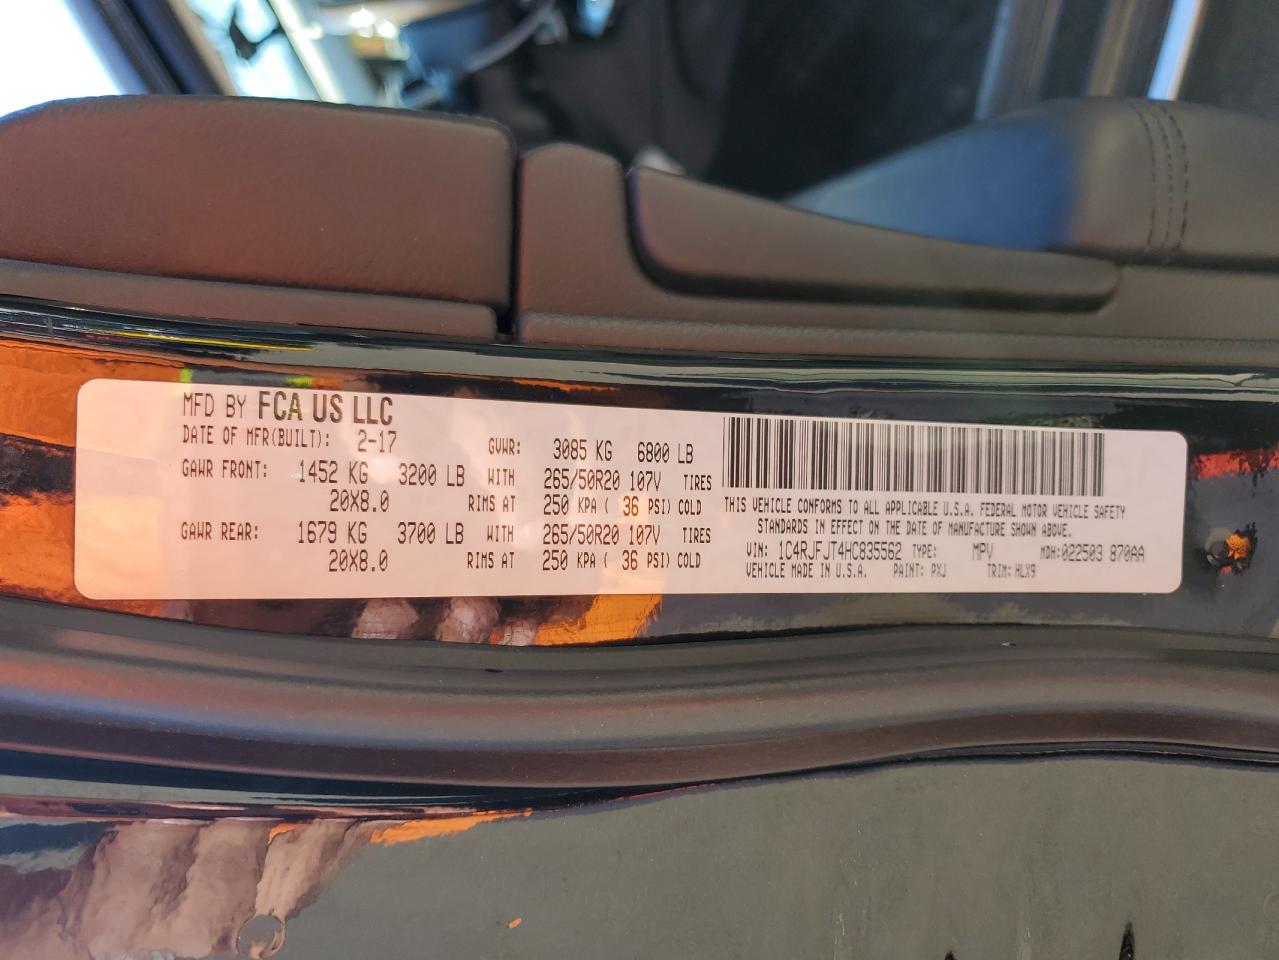 MFD BY FCA US LLC
DATE OF MFR(BUILT): 2-17 GVWR: 3085 KG 6800 LB
GAWR FRONT: 1452 KG 3200 LB WITH 265/50R20 107V TIRES
20X8.0 RIMS AT 250 KPA ( 36 PSI) COLD
GAWR REAR: 1679 KG 3700 LB WITH 265/50R20 107V TIRES
20X8.0 RIMS AT 250 KPA ( 36 PSI) COLD
THIS VEHICLE CONFORMS TO ALL APPLICABLE U.S.A. FEDERAL MOTOR VEHICLE SAFETY
STANDARDS IN EFFECT ON THE DATE OF MANUFACTURE SHOWN ABOVE.
VIN: 1C4RJFJT4HC835562 TYPE: MPV MDH:022503 870AA
VEHICLE MADE IN U.S.A. PAINT: PXJ TRIM: HLX9